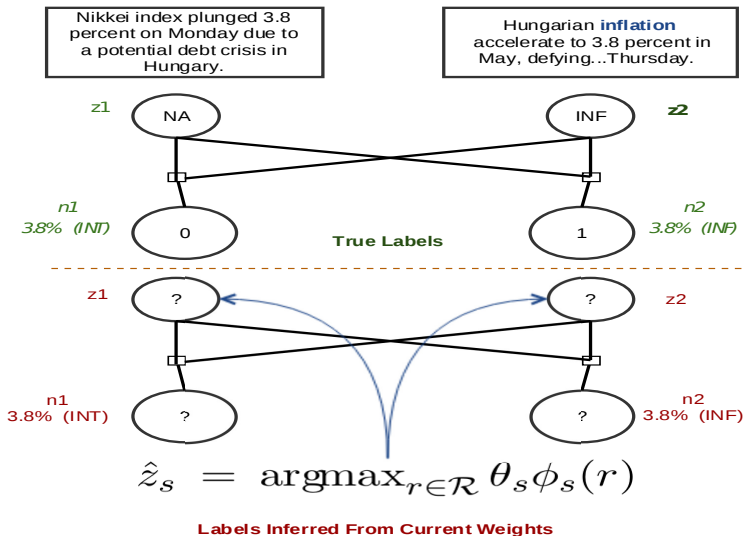 Nikkei index plunged 3.8
percent on Monday due to
a potential debt crisis in
Hungary.
Hungarian inflation
accelerate to 3.8 percent in
May, defying...Thursday.
z1
NA
INF
z2
n1
3.8% (INT)
0
True Labels
1
n2
3.8% (INF)
z1
?
?
z2
n1
3.8% (INT)
?
?
n2
3.8% (INF)
ẑ_s = argmax_{r∈ℛ} θ_s ϕ_s(r)
Labels Inferred From Current Weights